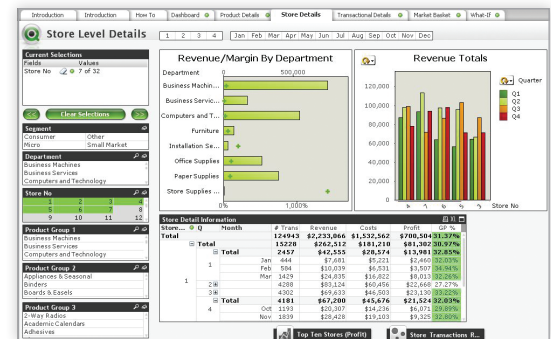 Introduction Introduction How To Dashboard Product Details Store Details Transactional Details Market Basket What-If
Store Level Details
1 2 3 4 Jan Feb Mar Apr May Jun Jul Aug Sep Oct Nov Dec
Current Selections
Fields Values
Store No 7 of 32
Clear Selections
Segment
Consumer Other
Micro Small Market
Department
Business Machines
Business Services
Computers and Technology
Store No
1 2 3 4
5 6 7 8
9 10 11 12
Product Group 1
Business Machines
Business Services
Computers and Technology
Product Group 2
Appliances & Seasonal
Binders
Boards & Easels
Product Group 3
2-Way Radios
Academic Calendars
Adhesives
Revenue/Margin By Department
Department 0 500,000
Business Machin...
Business Servic...
Computers and T...
Furniture
Installation Se...
Office Supplies
Paper Supplies
Store Supplies ...
0% 1,000%
Revenue Totals
Quarter
Q1
Q2
Q3
Q4
120,000
100,000
80,000
60,000
40,000
20,000
0
Store No
Store Detail Information
Store... Q Month # Trans Revenue Costs Profit GP %
Total 124943 $2,233,066 $1,532,562 $700,504 31.37%
Total 15228 $262,512 $181,210 $81,302 30.97%
Total 2457 $42,555 $28,574 $13,981 32.85%
1 Jan 444 $7,681 $5,221 $2,460 32.03%
Feb 584 $10,039 $6,531 $3,507 34.94%
Mar 1429 $24,835 $16,822 $8,013 32.26%
1 2 4288 $83,124 $60,456 $22,668 27.27%
3 4302 $69,633 $46,503 $23,130 33.22%
Total 4181 $67,200 $45,676 $21,524 32.03%
4 Oct 1193 $20,307 $14,236 $6,071 29.89%
Nov 1839 $28,428 $19,103 $9,325 32.80%
Top Ten Stores (Profit) Store Transactions R...